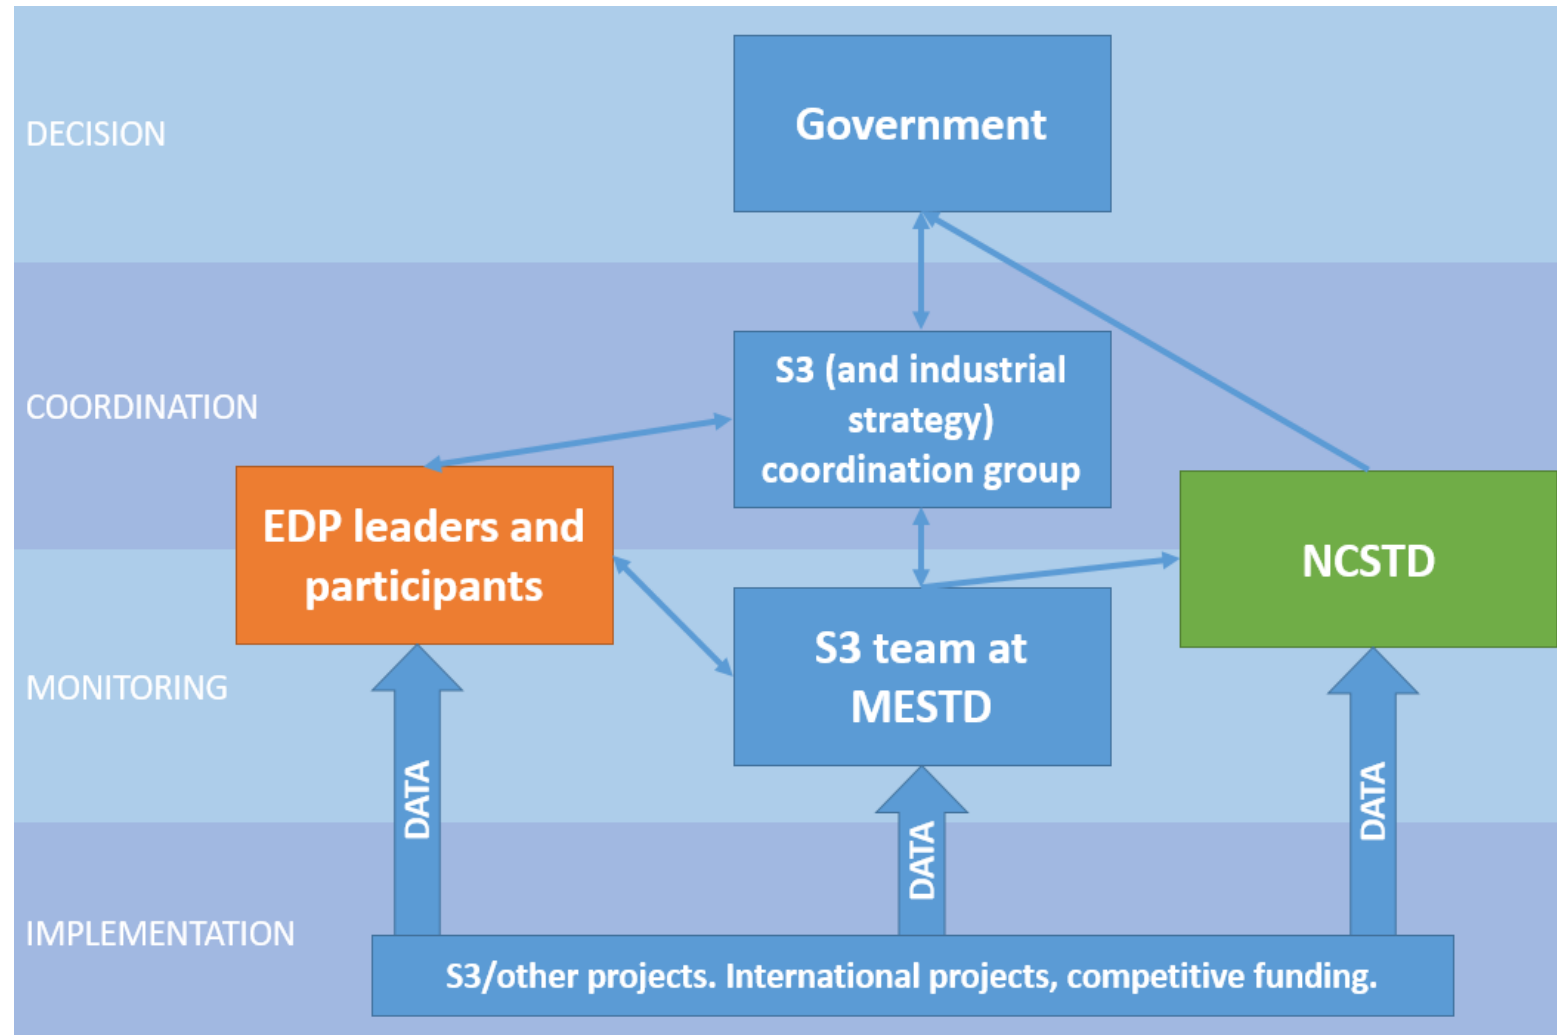 DECISION
Government
COORDINATION
S3 (and industrial
strategy)
coordination group
EDP leaders and
participants
NCSTD
MONITORING
S3 team at
MESTD
DATA
DATA
DATA
IMPLEMENTATION
S3/other projects. International projects, competitive funding.